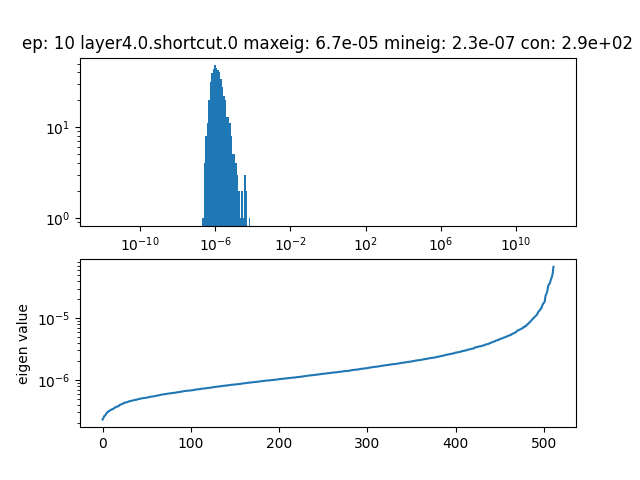 ep: 10 layer4.0.shortcut.0 maxeig: 6.7e-05 mineig: 2.3e-07 con: 2.9e+02
10¹
10⁰
10⁻¹⁰ 10⁻⁶ 10⁻² 10² 10⁶ 10¹⁰
eigen value
10⁻⁵
10⁻⁶
0 100 200 300 400 500